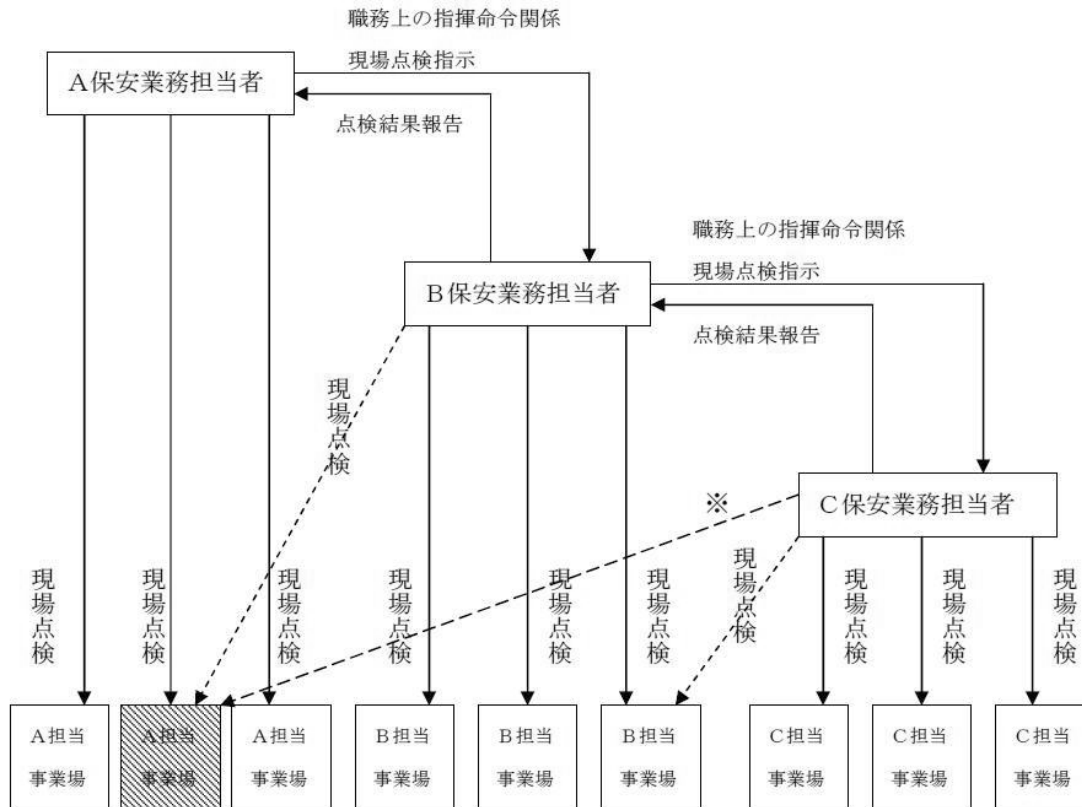 職務上の指揮命令関係
現場点検指示
A保安業務担当者
点検結果報告
職務上の指揮命令関係
現場点検指示
B保安業務担当者
点検結果報告
現場点検
C保安業務担当者
※
現場点検
現場点検
現場点検
現場点検
現場点検
現場点検
現場点検
現場点検
現場点検
現場点検
A担当
事業場
A担当
事業場
A担当
事業場
B担当
事業場
B担当
事業場
B担当
事業場
C担当
事業場
C担当
事業場
C担当
事業場